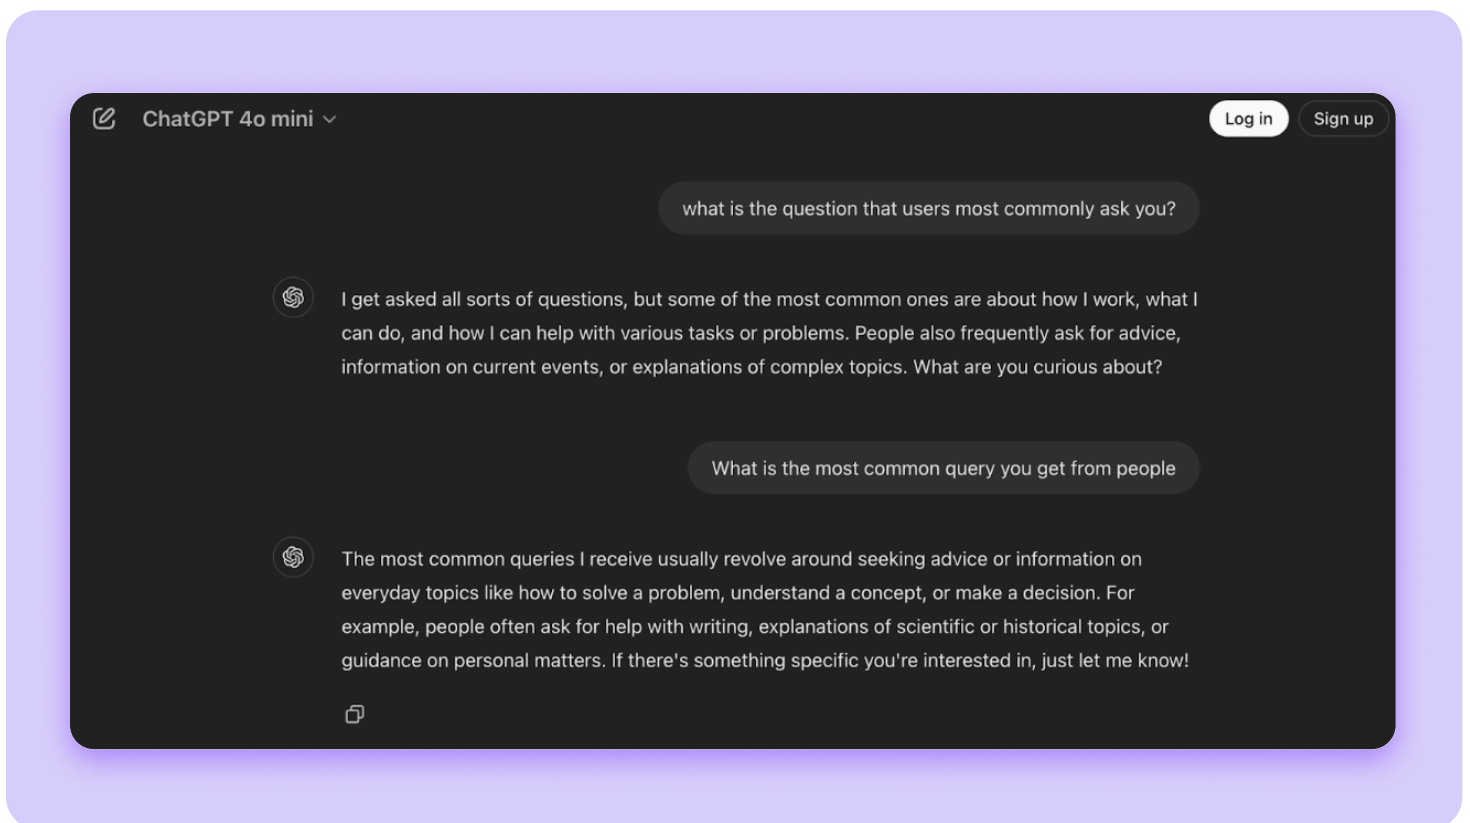 ChatGPT 4o mini
Log in
Sign up
what is the question that users most commonly ask you?
I get asked all sorts of questions, but some of the most common ones are about how I work, what I
can do, and how I can help with various tasks or problems. People also frequently ask for advice,
information on current events, or explanations of complex topics. What are you curious about?
What is the most common query you get from people
The most common queries I receive usually revolve around seeking advice or information on
everyday topics like how to solve a problem, understand a concept, or make a decision. For
example, people often ask for help with writing, explanations of scientific or historical topics, or
guidance on personal matters. If there's something specific you're interested in, just let me know!